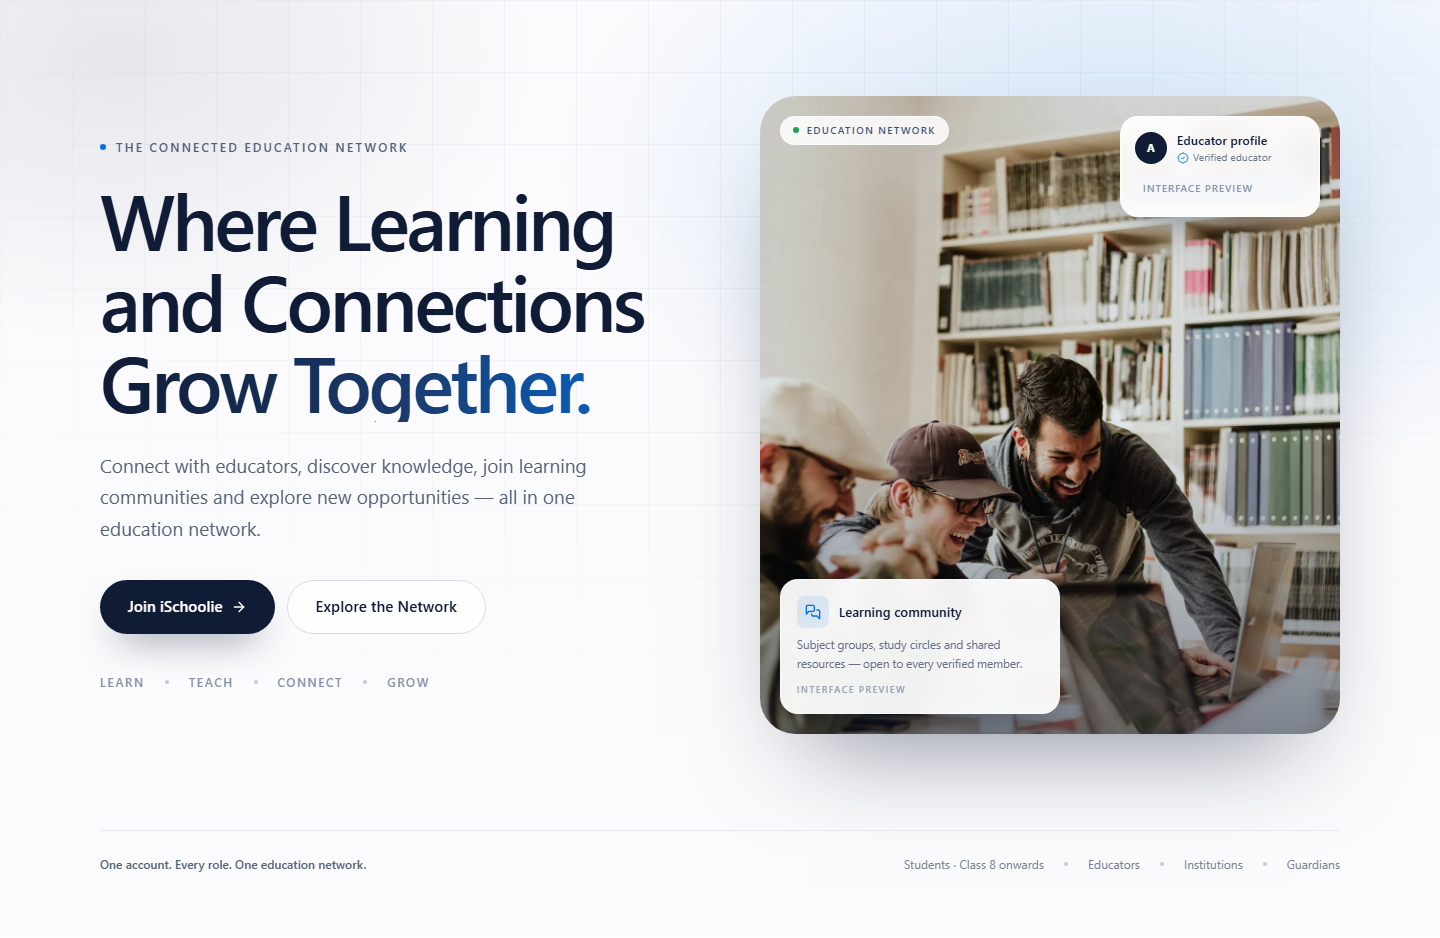 THE CONNECTED EDUCATION NETWORK
Where Learning
and Connections
Grow Together.
Connect with educators, discover knowledge, join learning
communities and explore new opportunities — all in one
education network.
Join iSchoolie →
Explore the Network
LEARN • TEACH • CONNECT • GROW
EDUCATION NETWORK
A
Educator profile
Verified educator
INTERFACE PREVIEW
Learning community
Subject groups, study circles and shared
resources — open to every verified member.
INTERFACE PREVIEW
One account. Every role. One education network.
Students · Class 8 onwards • Educators • Institutions • Guardians